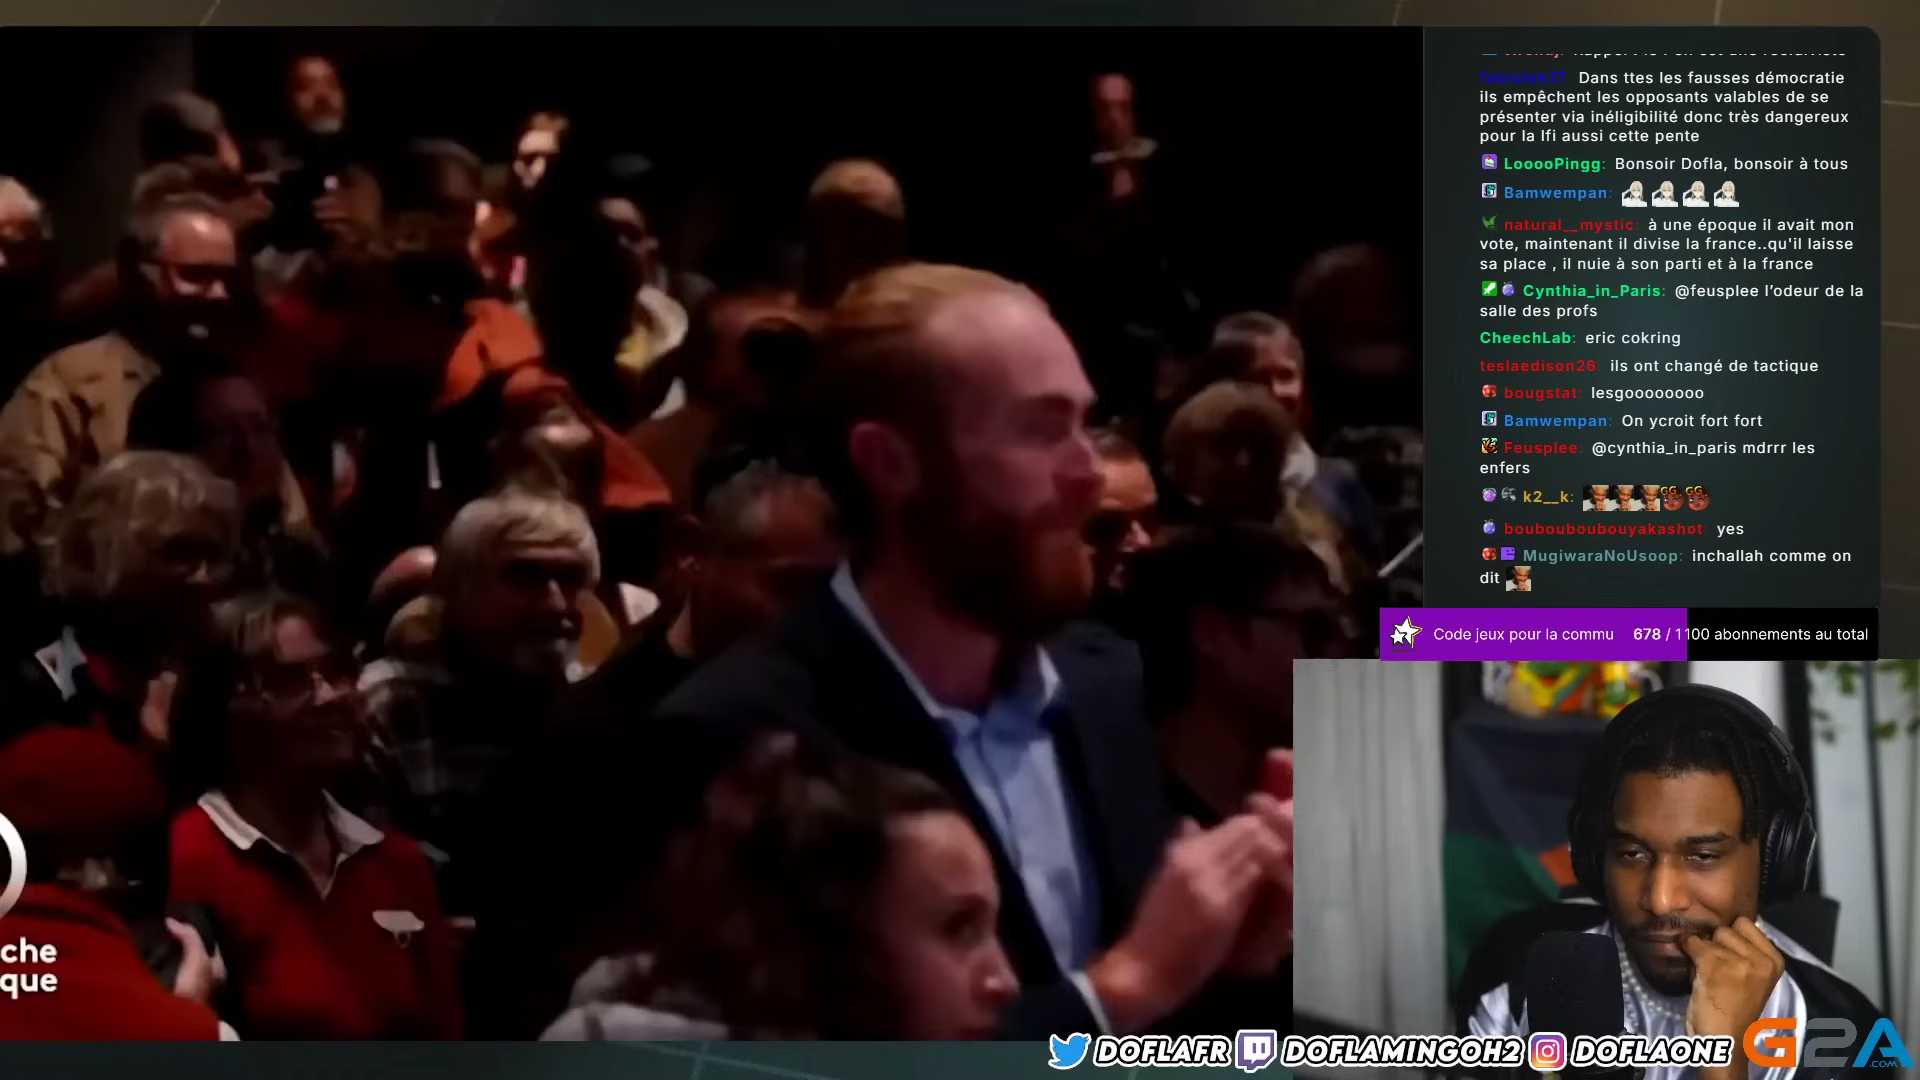 Dans ttes les fausses démocratie
ils empêchent les opposants valables de se
présenter via inéligibilité donc très dangereux
pour la lfi aussi cette pente
LooooPingg: Bonsoir Dofla, bonsoir à tous
Bamwempan:
natural__mystic: à une époque il avait mon
vote, maintenant il divise la france..qu'il laisse
sa place , il nuie à son parti et à la france
Cynthia_in_Paris: @feusplee l'odeur de la
salle des profs
CheechLab: eric cokring
teslaedison26: ils ont changé de tactique
bougstat: lesgoooooooo
Bamwempan: On ycroit fort fort
Feusplee: @cynthia_in_paris mdrrr les
enfers
k2__k: GG. GG.
boubouboubouyakashot: yes
MugiwaraNoUsoop: inchallah comme on
dit
Code jeux pour la commu 678 / 1100 abonnements au total
che
que
DOFLAFR DOFLAMINGOH2 DOFLAONE G2A
.COM